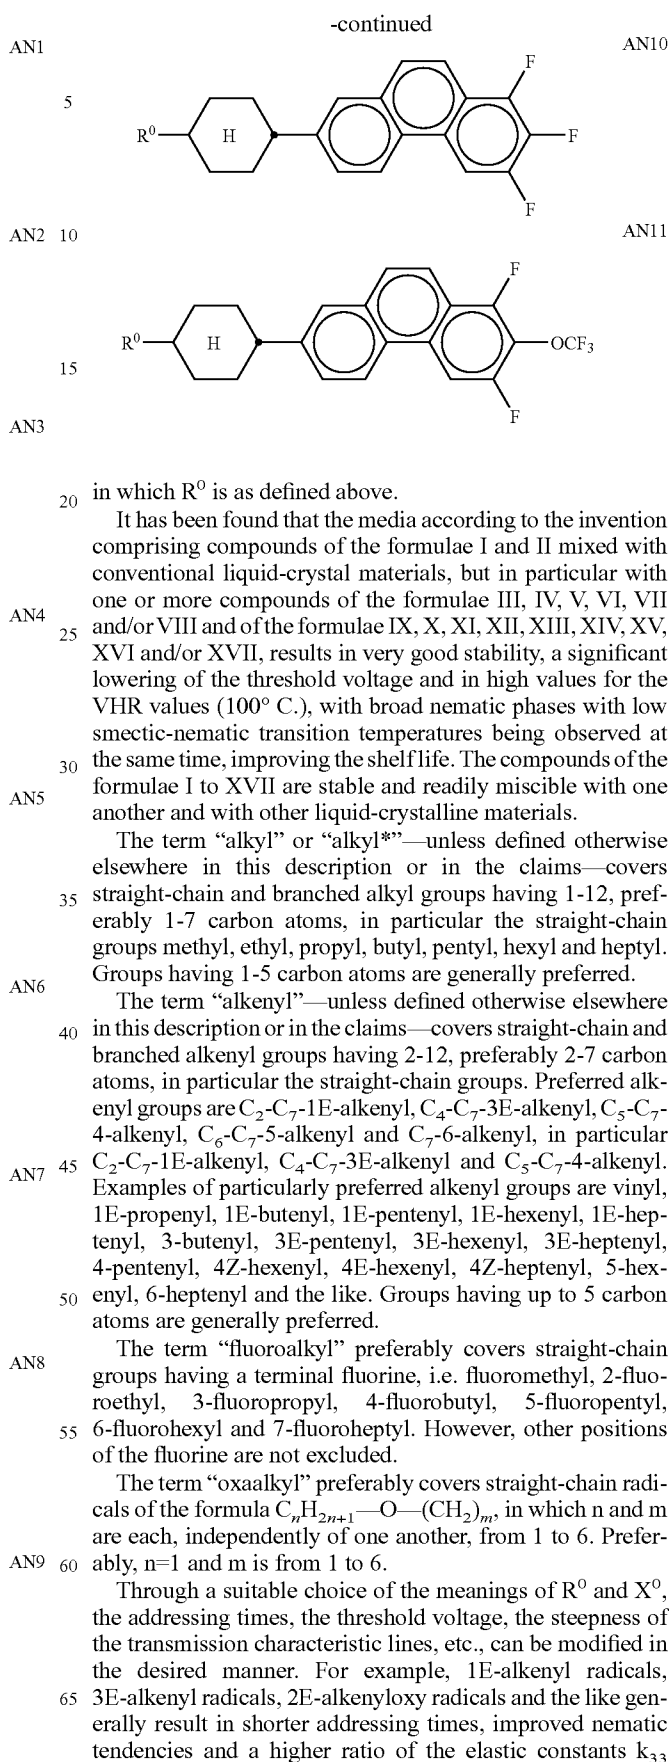 -continued
AN1
AN10
F
5
R⁰
H
F
F
AN2
10
AN11
F
R⁰
H
OCF₃
15
F
AN3
20
in which R⁰ is as defined above.
It has been found that the media according to the invention
comprising compounds of the formulae I and II mixed with
conventional liquid-crystal materials, but in particular with
one or more compounds of the formulae III, IV, V, VI, VII
AN4
25
and/or VIII and of the formulae IX, X, XI, XII, XIII, XIV, XV,
XVI and/or XVII, results in very good stability, a significant
lowering of the threshold voltage and in high values for the
VHR values (100° C.), with broad nematic phases with low
smectic-nematic transition temperatures being observed at
30
the same time, improving the shelf life. The compounds of the
AN5
formulae I to XVII are stable and readily miscible with one
another and with other liquid-crystalline materials.
The term “alkyl” or “alkyl*”—unless defined otherwise
elsewhere in this description or in the claims—covers
35
straight-chain and branched alkyl groups having 1-12, pref-
erably 1-7 carbon atoms, in particular the straight-chain
groups methyl, ethyl, propyl, butyl, pentyl, hexyl and heptyl.
Groups having 1-5 carbon atoms are generally preferred.
AN6
The term “alkenyl”—unless defined otherwise elsewhere
40
in this description or in the claims—covers straight-chain and
branched alkenyl groups having 2-12, preferably 2-7 carbon
atoms, in particular the straight-chain groups. Preferred alk-
enyl groups are C₂-C₇-1E-alkenyl, C₄-C₇-3E-alkenyl, C₅-C₇-
4-alkenyl, C₆-C₇-5-alkenyl and C₇-6-alkenyl, in particular
AN7
45
C₂-C₇-1E-alkenyl, C₄-C₇-3E-alkenyl and C₅-C₇-4-alkenyl.
Examples of particularly preferred alkenyl groups are vinyl,
1E-propenyl, 1E-butenyl, 1E-pentenyl, 1E-hexenyl, 1E-hep-
tenyl, 3-butenyl, 3E-pentenyl, 3E-hexenyl, 3E-heptenyl,
4-pentenyl, 4Z-hexenyl, 4E-hexenyl, 4Z-heptenyl, 5-hex-
50
enyl, 6-heptenyl and the like. Groups having up to 5 carbon
atoms are generally preferred.
AN8
The term “fluoroalkyl” preferably covers straight-chain
groups having a terminal fluorine, i.e. fluoromethyl, 2-fluo-
roethyl, 3-fluoropropyl, 4-fluorobutyl, 5-fluoropentyl,
55
6-fluorohexyl and 7-fluoroheptyl. However, other positions
of the fluorine are not excluded.
The term “oxaalkyl” preferably covers straight-chain radi-
cals of the formula CₙH₂ₙ₊₁—O—(CH₂)ₘ, in which n and m
are each, independently of one another, from 1 to 6. Prefer-
AN9
60
ably, n=1 and m is from 1 to 6.
Through a suitable choice of the meanings of R⁰ and X⁰,
the addressing times, the threshold voltage, the steepness of
the transmission characteristic lines, etc., can be modified in
the desired manner. For example, 1E-alkenyl radicals,
65
3E-alkenyl radicals, 2E-alkenyloxy radicals and the like gen-
erally result in shorter addressing times, improved nematic
tendencies and a higher ratio of the elastic constants k₃₃